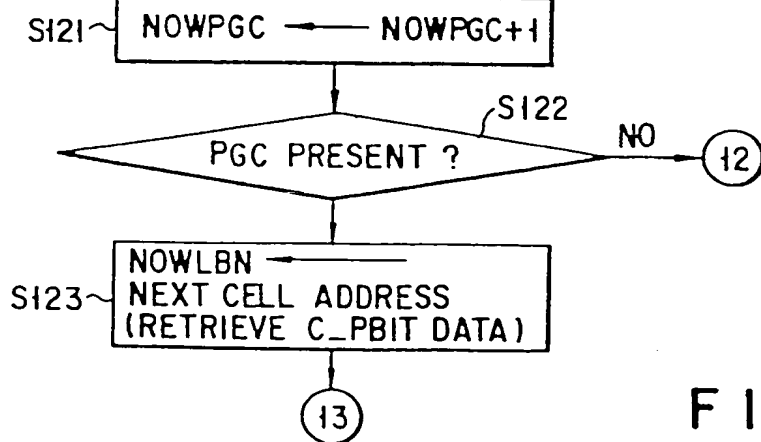 S121
NOWPGC ← NOWPGC+1
S122
PGC PRESENT ?
NO
12
S123
NOWLBN ←
NEXT CELL ADDRESS
(RETRIEVE C_PBIT DATA)
13
F I